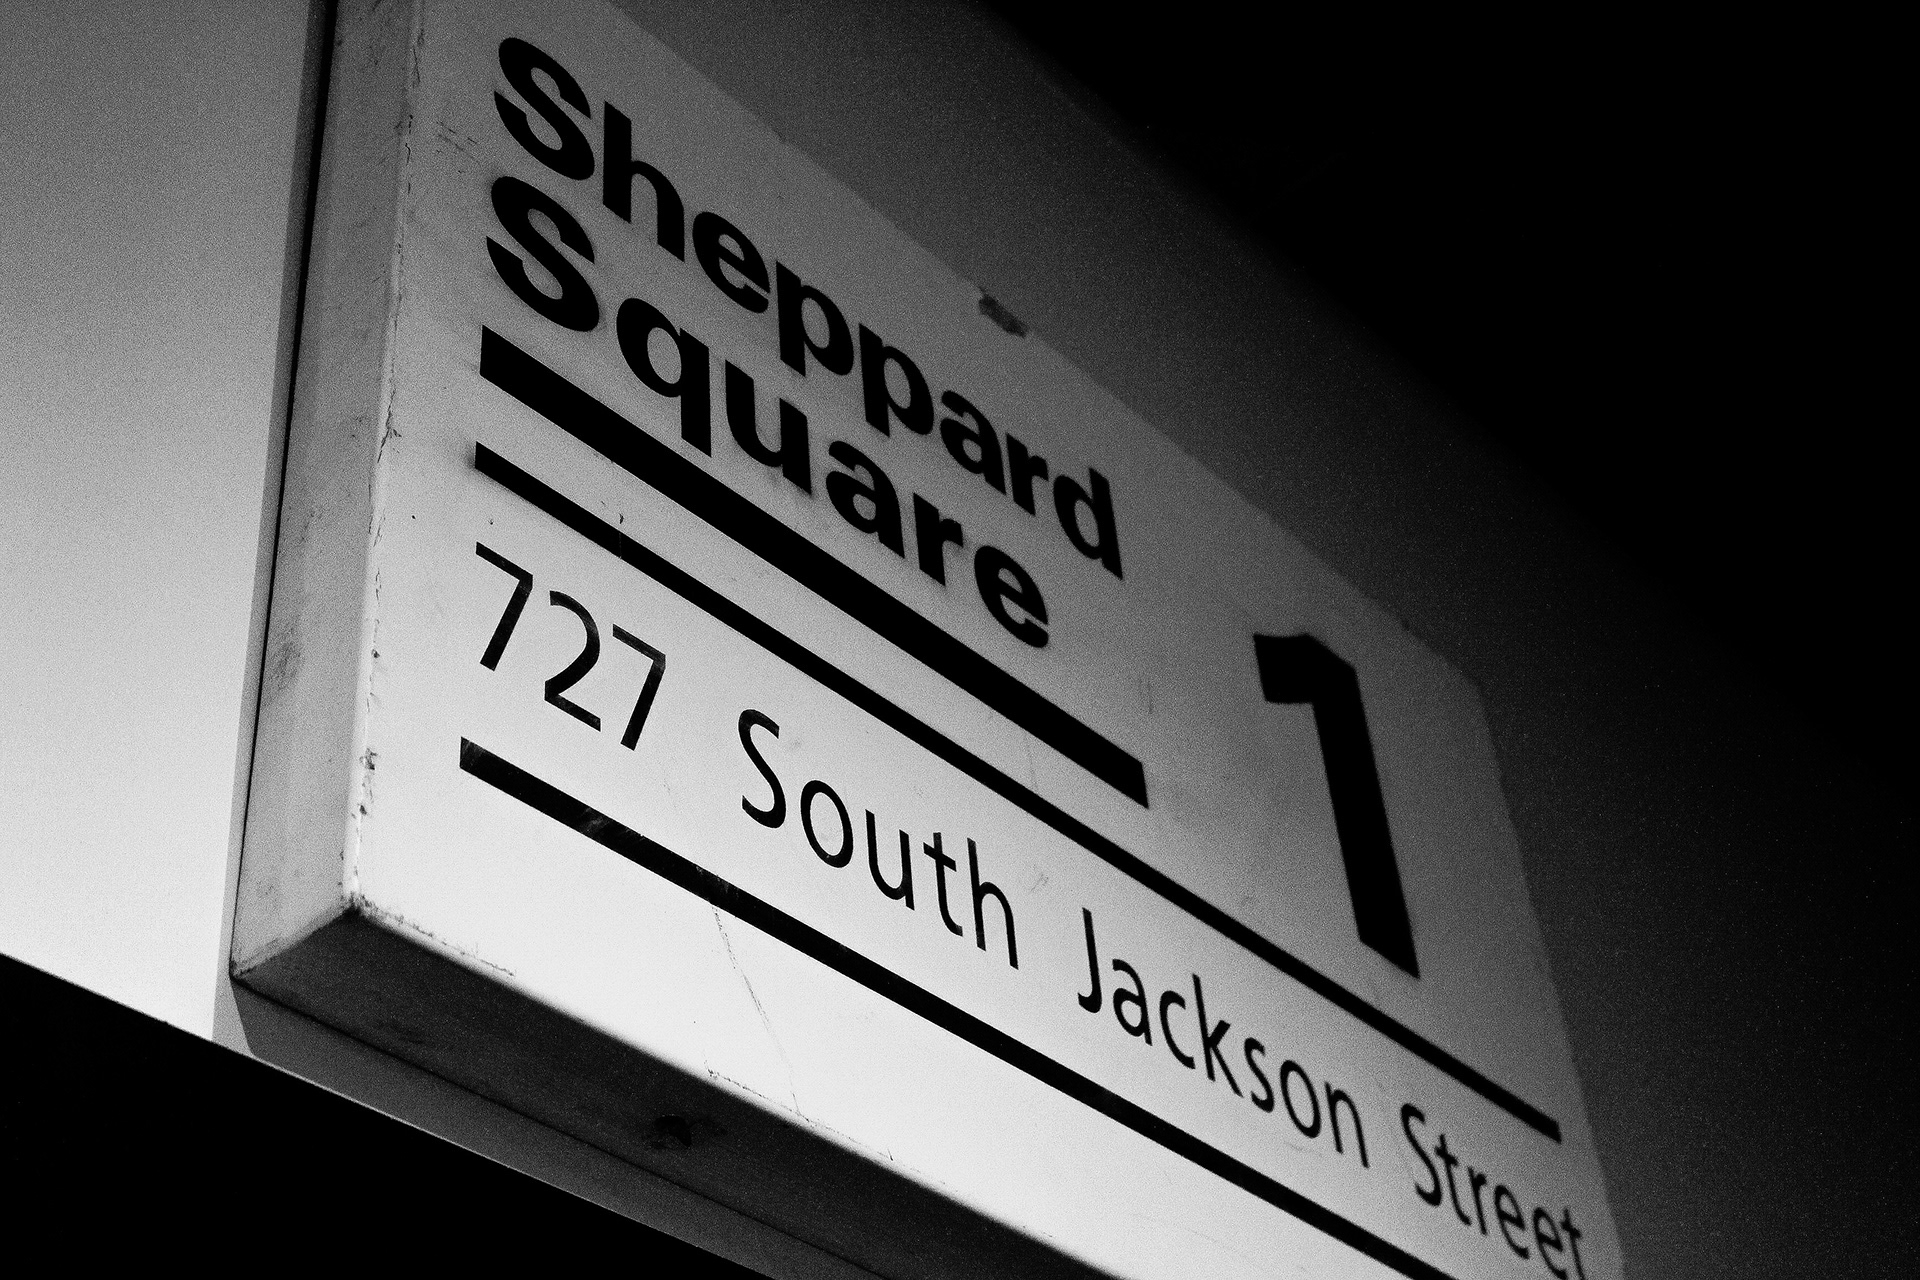 Sheppard
Square
1
727 South Jackson Street